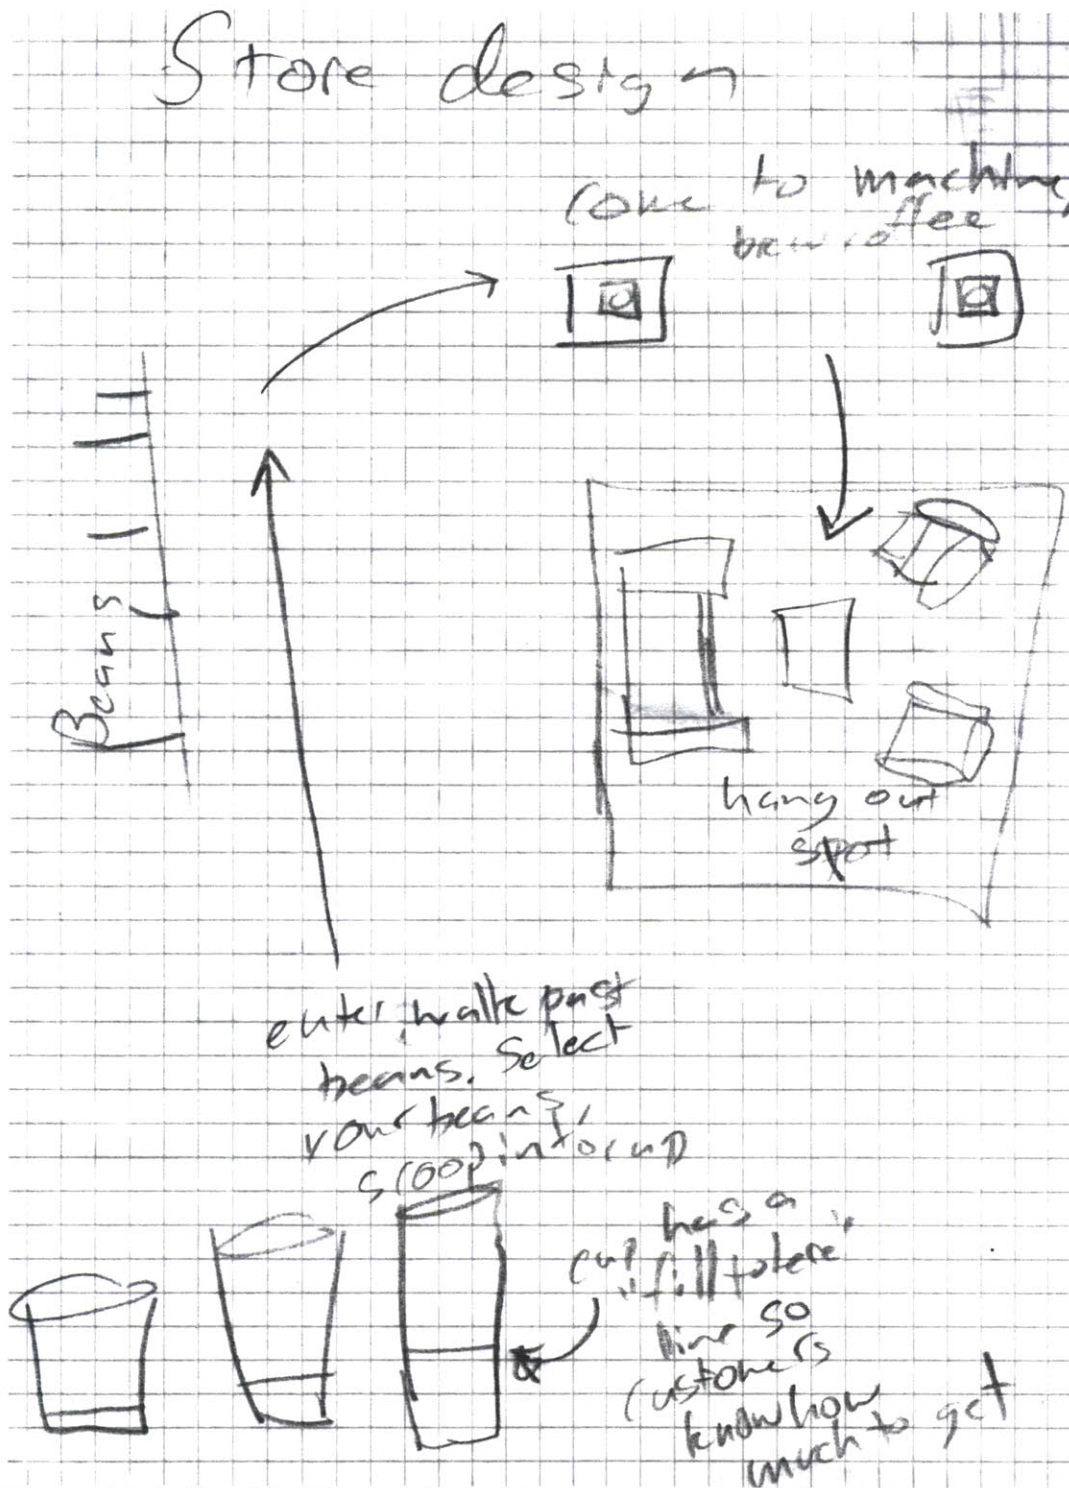 Store design
come to machine,
brew coffee
Beans
hang out
spot
enter, walk past
beans. Select
your beans,
scoop into cup
cup has a
"fill to here"
line so
customers
know how
much to get